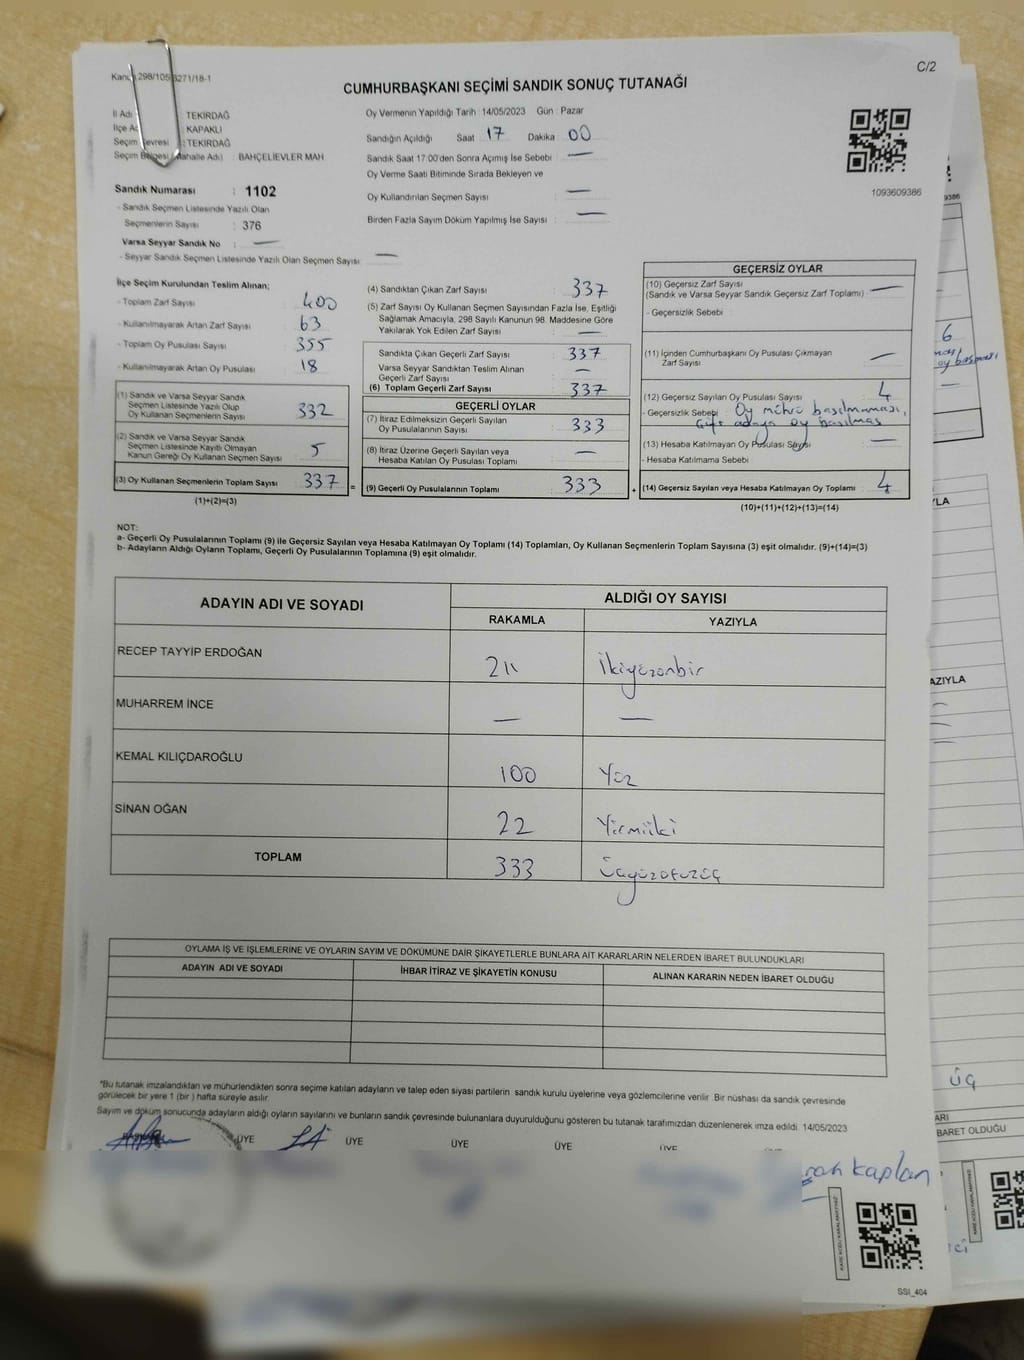 C/2
CUMHURBAŞKANI SEÇİMİ SANDIK SONUÇ TUTANAĞI
İl Adı : TEKİRDAĞ
: KAPAKLI
Seçim Çevresi : TEKİRDAĞ
Seçim Bölgesi (Mahalle Adı) : BAHÇELİEVLER MAH
Sandık Numarası : 1102
- Sandık Seçmen Listesinde Yazılı Olan
Seçmenlerin Sayısı : 376
Varsa Seyyar Sandık No : —
- Seyyar Sandık Seçmen Listesinde Yazılı Olan Seçmen Sayısı : —
Oy Vermenin Yapıldığı Tarih : 14/05/2023 Gün : Pazar
Sandığın Açıldığı Saat 17 Dakika 00
Sandık Saat 17.00'den Sonra Açımış İse Sebebi : —
Oy Verme Saati Bitiminde Sırada Bekleyen ve
Oy Kullandırılan Seçmen Sayısı : —
Birden Fazla Sayım Döküm Yapılmış İse Sayısı : —
1093609386
İlçe Seçim Kurulundan Teslim Alınan;
- Toplam Zarf Sayısı : 400
- Kullanılmayarak Artan Zarf Sayısı : 63
- Toplam Oy Pusulası Sayısı : 355
- Kullanılmayarak Artan Oy Pusulası : 18
(1) Sandık ve Varsa Seyyar Sandık
Seçmen Listesinde Yazılı Olup
Oy Kullanan Seçmenlerin Sayısı : 332
(2) Sandık ve Varsa Seyyar Sandık
Seçmen Listesinde Kayıtlı Olmayan
Kanun Gereği Oy Kullanan Seçmen Sayısı : 5
(3) Oy Kullanan Seçmenlerin Toplam Sayısı : 337
(1)+(2)=(3)
(4) Sandıktan Çıkan Zarf Sayısı : 337
(5) Zarf Sayısı Oy Kullanan Seçmen Sayısından Fazla İse, Eşitliği
Sağlamak Amacıyla, 298 Sayılı Kanunun 98. Maddesine Göre
Yakılarak Yok Edilen Zarf Sayısı : —
Sandıkta Çıkan Geçerli Zarf Sayısı : 337
Varsa Seyyar Sandıktan Teslim Alınan
Geçerli Zarf Sayısı : —
(6) Toplam Geçerli Zarf Sayısı : 337
GEÇERLİ OYLAR
(7) İtiraz Edilmeksizin Geçerli Sayılan
Oy Pusulalarının Sayısı : 333
(8) İtiraz Üzerine Geçerli Sayılan veya
Hesaba Katılan Oy Pusulası Toplamı : —
= (9) Geçerli Oy Pusulalarının Toplamı : 333
GEÇERSİZ OYLAR
(10) Geçersiz Zarf Sayısı
(Sandık ve Varsa Seyyar Sandık Geçersiz Zarf Toplamı) : —
- Geçersizlik Sebebi :
(11) İçinden Cumhurbaşkanı Oy Pusulası Çıkmayan
Zarf Sayısı : —
(12) Geçersiz Sayılan Oy Pusulası Sayısı : 4
- Geçersizlik Sebebi : Oy mührü basılmaması,
Çift adaya oy basılması
(13) Hesaba Katılmayan Oy Pusulası Sayısı : —
- Hesaba Katılmama Sebebi :
+ (14) Geçersiz Sayılan veya Hesaba Katılmayan Oy Toplamı : 4
(10)+(11)+(12)+(13)=(14)
NOT:
a- Geçerli Oy Pusulalarının Toplamı (9) ile Geçersiz Sayılan veya Hesaba Katılmayan Oy Toplamı (14) Toplamları, Oy Kullanan Seçmenlerin Toplam Sayısına (3) eşit olmalıdır. (9)+(14)=(3)
b- Adayların Aldığı Oyların Toplamı, Geçerli Oy Pusulalarının Toplamına (9) eşit olmalıdır.
ADAYIN ADI VE SOYADI ALDIĞI OY SAYISI
RAKAMLA YAZIYLA
RECEP TAYYİP ERDOĞAN 211 İkiyüzonbir
MUHARREM İNCE — —
KEMAL KILIÇDAROĞLU 100 Yüz
SİNAN OĞAN 22 Yirmiiki
TOPLAM 333 Üçyüzotuzüç
OYLAMA İŞ VE İŞLEMLERİNE VE OYLARIN SAYIM VE DÖKÜMÜNE DAİR ŞİKAYETLERLE BUNLARA AİT KARARLARIN NELERDEN İBARET BULUNDUKLARI
ADAYIN ADI VE SOYADI İHBAR İTİRAZ VE ŞİKAYETİN KONUSU ALINAN KARARIN NEDEN İBARET OLDUĞU
*Bu tutanak imzalandıktan ve mühürlendikten sonra seçime katılan adayların ve talep eden siyasi partilerin sandık kurulu üyelerine veya gözlemcilerine verilir. Bir nüshası da sandık çevresinde
görülecek bir yere 1 (bir ) hafta süreyle asılır.
Sayım ve döküm sonucunda adayların aldığı oyların sayılarını ve bunların sandık çevresinde bulunanlara duyurulduğunu gösteren bu tutanak tarafımızdan düzenlenerek imza edildi. 14/05/2023
ÜYE ÜYE ÜYE ÜYE ÜYE
kaplan
SSI_404
6
YLA
AZIYLA
üç
ARI
BARET OLDUĞU